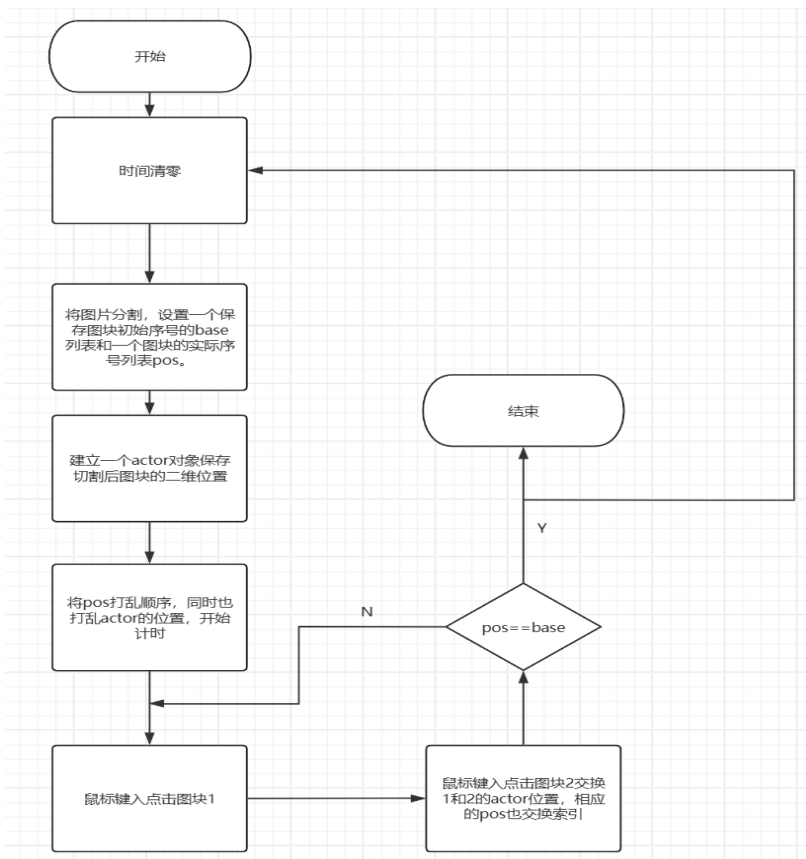 开始
时间清零
将图片分割，设置一个保
存图块初始序号的base
列表和一个图块的实际序
号列表pos。
建立一个actor对象保存
切割后图块的二维位置
将pos打乱顺序，同时也
打乱actor的位置，开始
计时
鼠标键入点击图块1
鼠标键入点击图块2交换
1和2的actor位置，相应
的pos也交换索引
pos==base
N
Y
结束